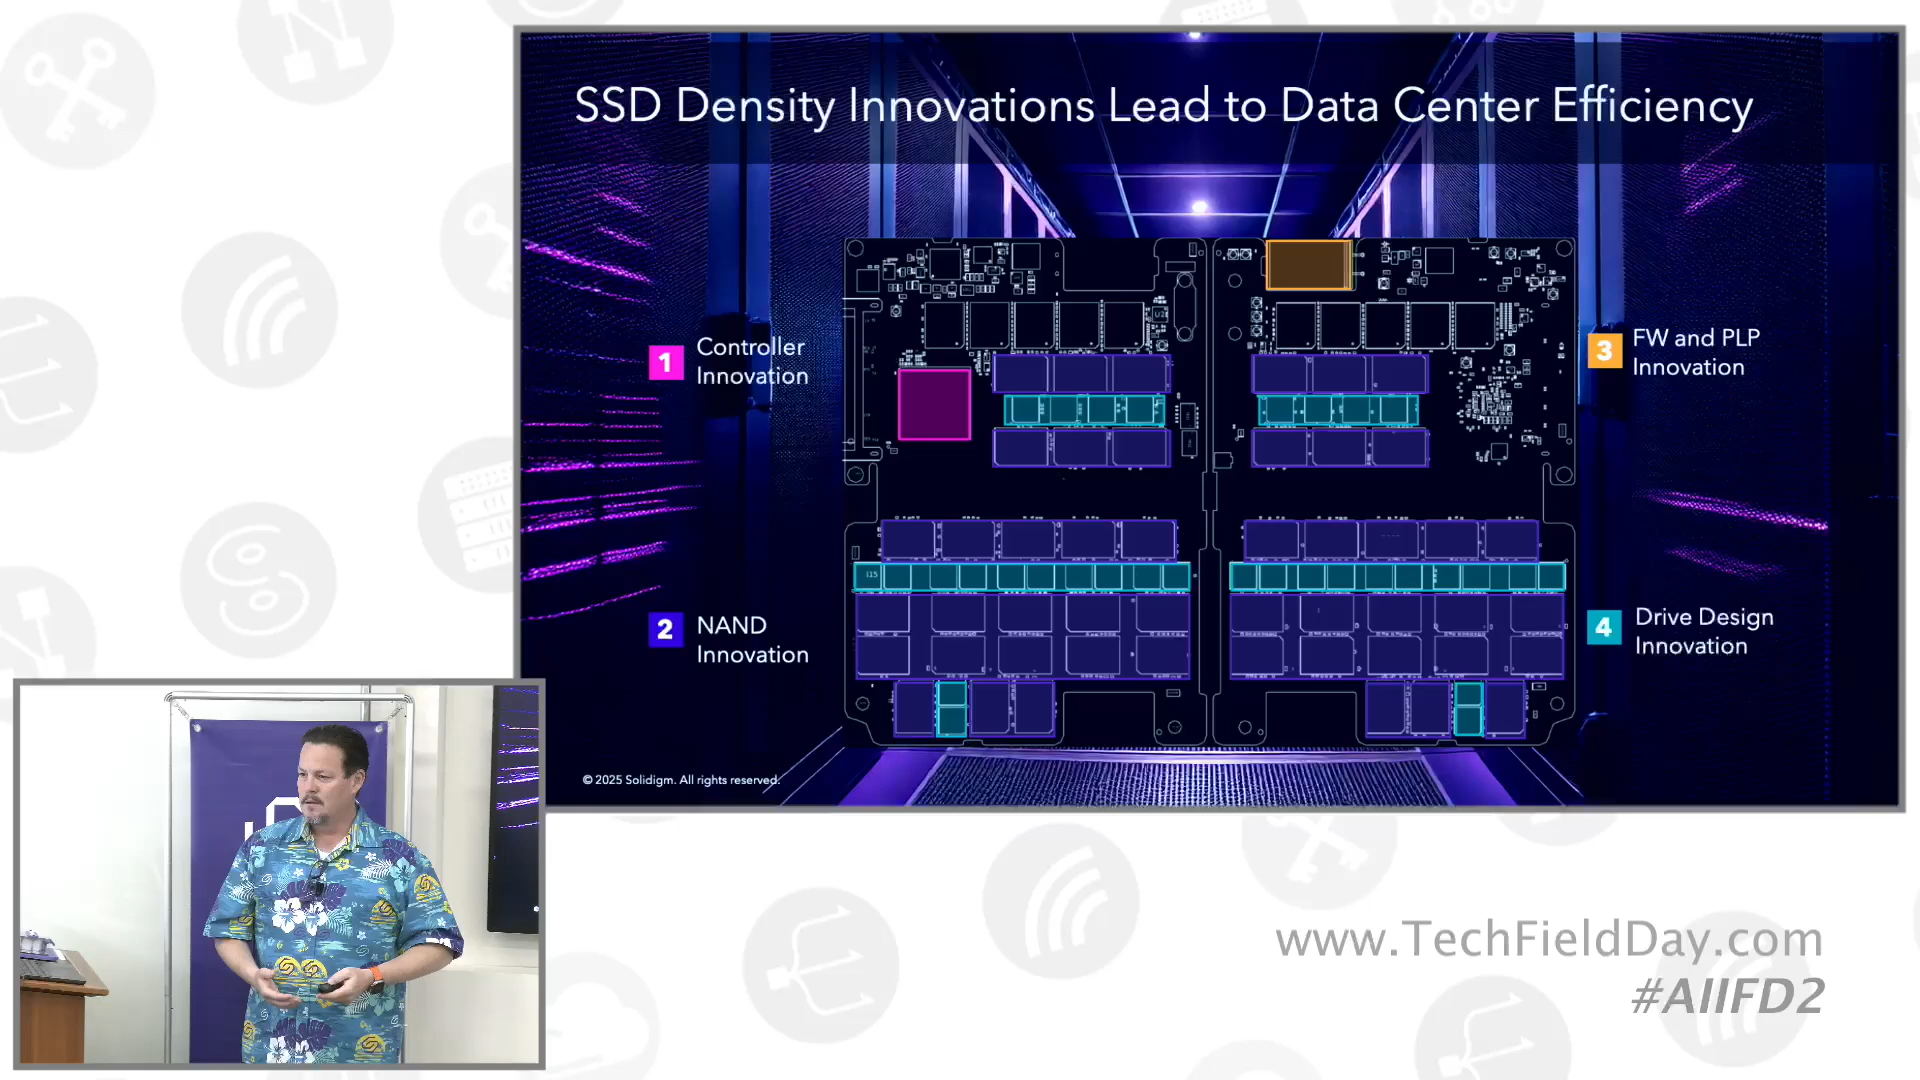 SSD Density Innovations Lead to Data Center Efficiency
1
Controller
Innovation
2
NAND
Innovation
3
FW and PLP
Innovation
4
Drive Design
Innovation
© 2025 Solidigm. All rights reserved.
www.TechFieldDay.com
#AIIFD2